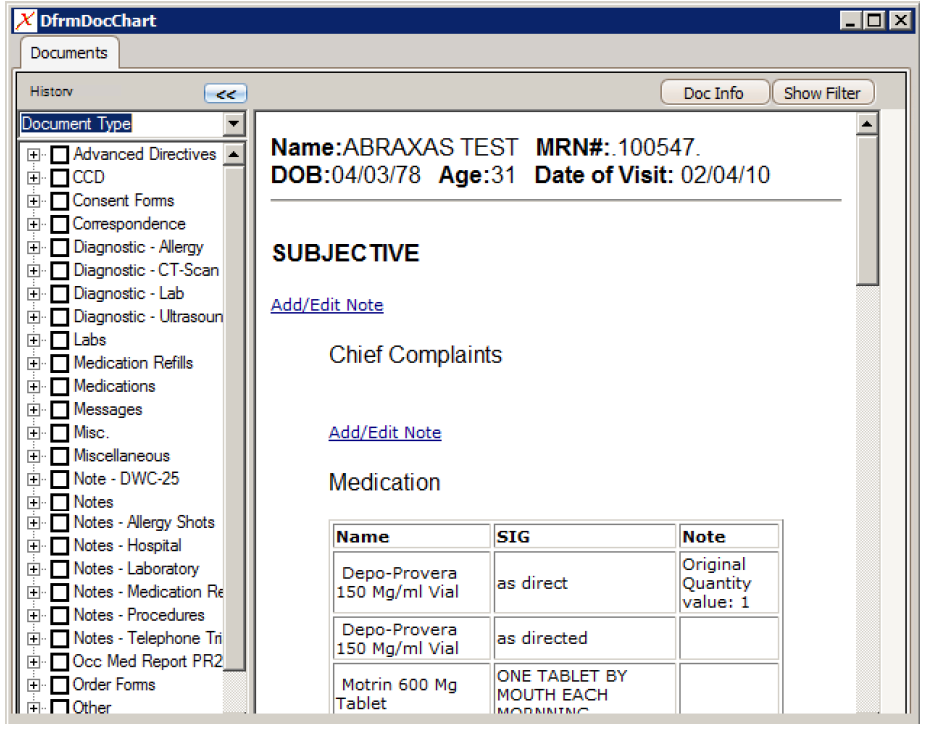 DfrmDocChart
Documents
History
<<
Doc Info
Show Filter
Document Type
Advanced Directives
CCD
Consent Forms
Correspondence
Diagnostic - Allergy
Diagnostic - CT-Scan
Diagnostic - Lab
Diagnostic - Ultrasoun
Labs
Medication Refills
Medications
Messages
Misc.
Miscellaneous
Note - DWC-25
Notes
Notes - Allergy Shots
Notes - Hospital
Notes - Laboratory
Notes - Medication Re
Notes - Procedures
Notes - Telephone Tri
Occ Med Report PR2
Order Forms
Other
Name:ABRAXAS TEST MRN#:.100547.
DOB:04/03/78 Age:31 Date of Visit: 02/04/10
SUBJECTIVE
Add/Edit Note
Chief Complaints
Add/Edit Note
Medication
Name SIG Note
Depo-Provera
150 Mg/ml Vial
as direct
Original
Quantity
value: 1
Depo-Provera
150 Mg/ml Vial
as directed
Motrin 600 Mg
Tablet
ONE TABLET BY
MOUTH EACH
MORNNING